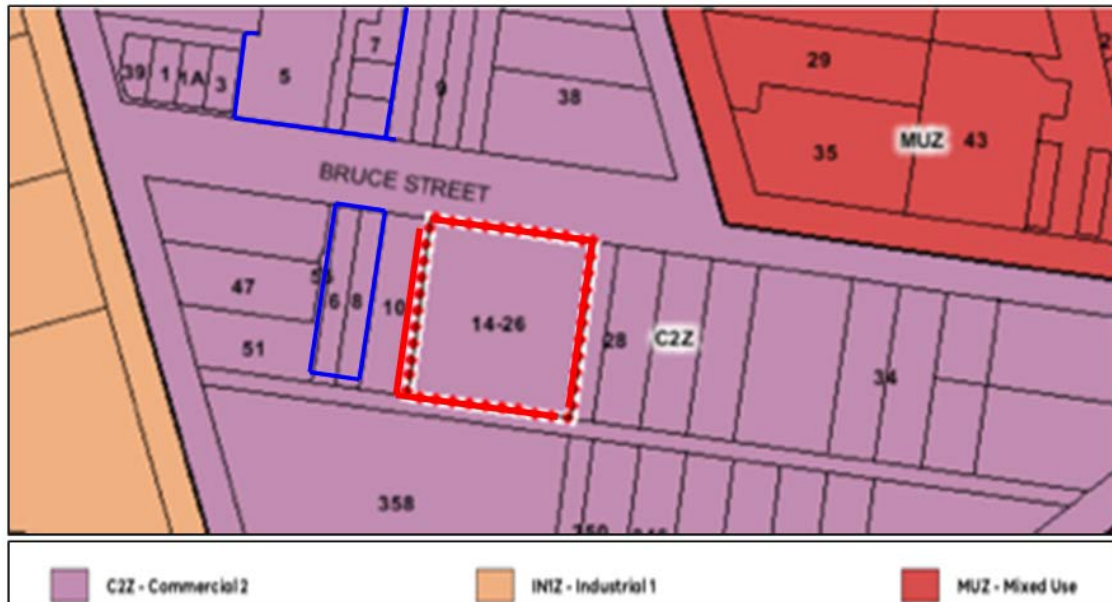 7
39 1 1A 3
5
9
38
29
35
MUZ 43
BRUCE STREET
47
6 8
10
14-26
28
C2Z
51
34
358
C2Z - Commercial 2
IN1Z - Industrial 1
MUZ - Mixed Use